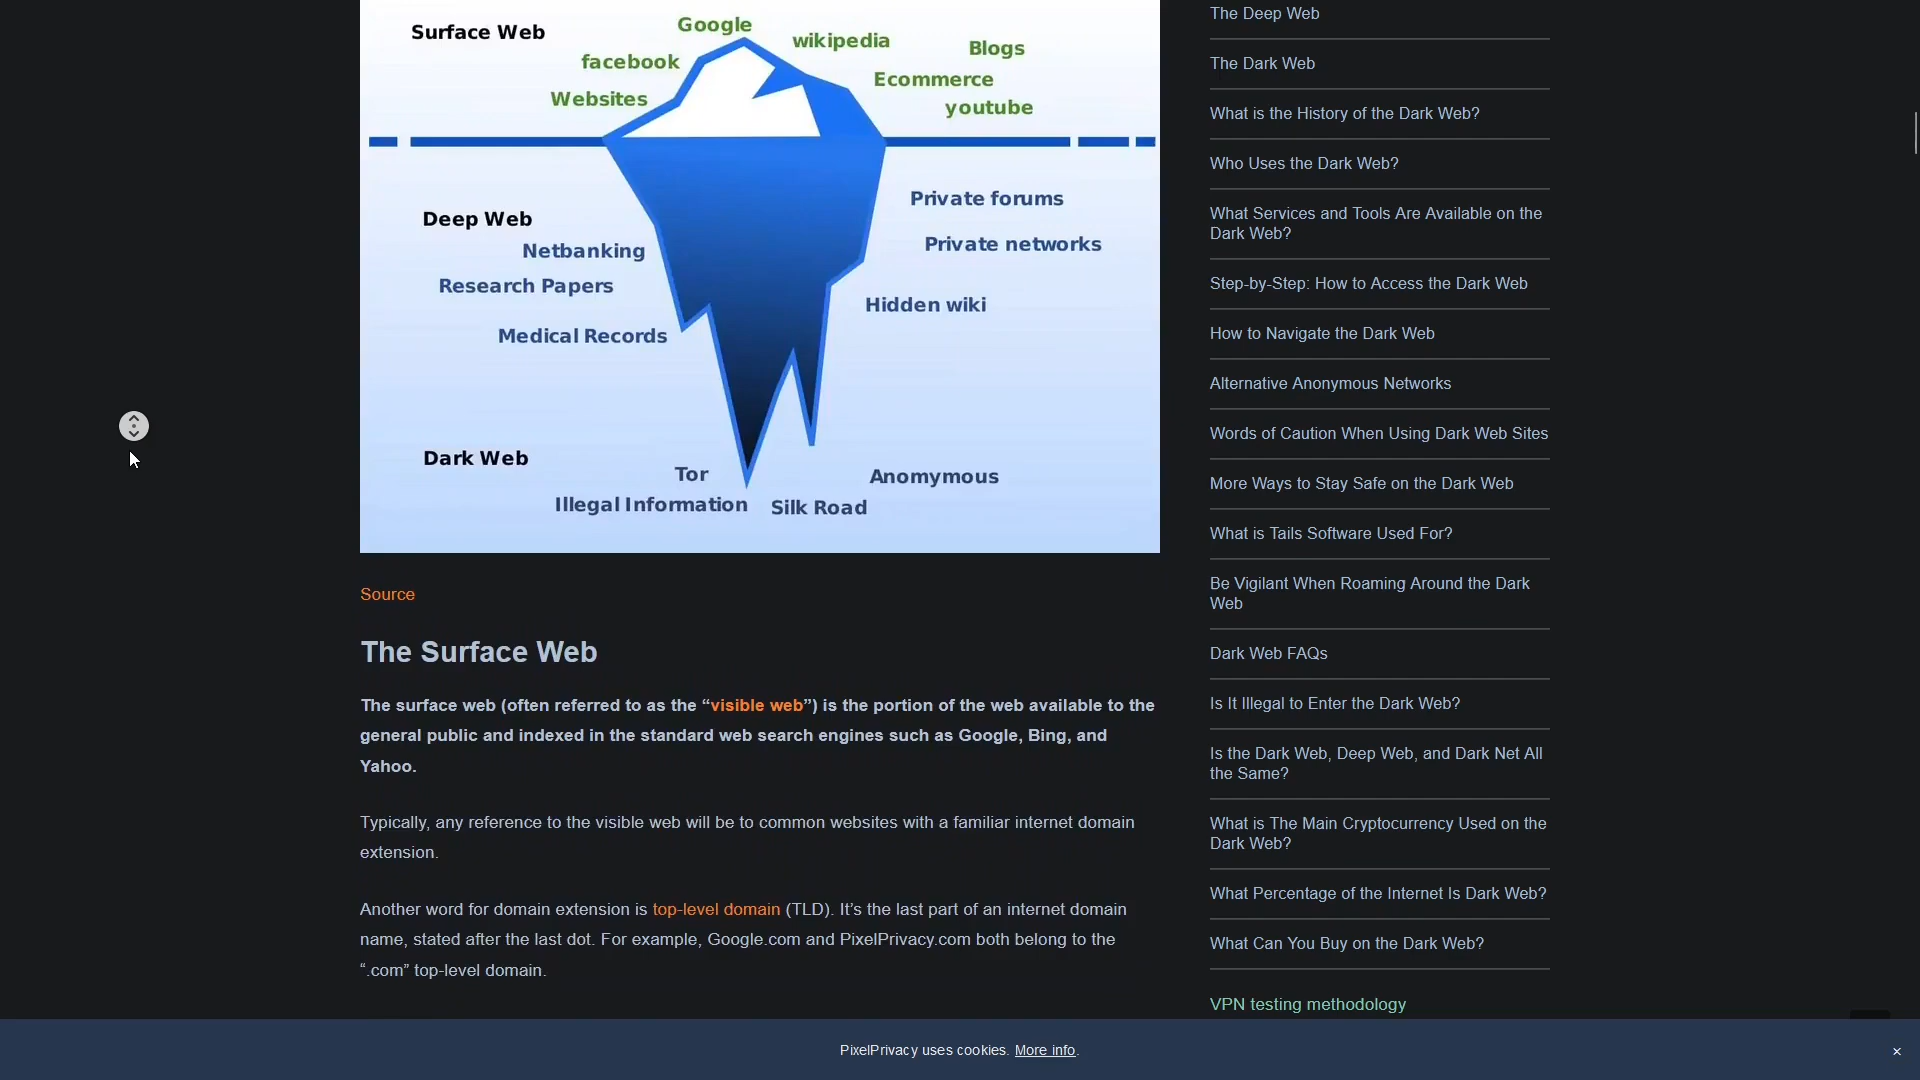 Surface Web
Google
wikipedia
Blogs
facebook
Ecommerce
Websites
youtube
Deep Web
Private forums
Netbanking
Private networks
Research Papers
Hidden wiki
Medical Records
Dark Web
Tor
Anomymous
Illegal Information
Silk Road
Source
The Surface Web
The surface web (often referred to as the “visible web”) is the portion of the web available to the
general public and indexed in the standard web search engines such as Google, Bing, and
Yahoo.
Typically, any reference to the visible web will be to common websites with a familiar internet domain
extension.
Another word for domain extension is top-level domain (TLD). It’s the last part of an internet domain
name, stated after the last dot. For example, Google.com and PixelPrivacy.com both belong to the
“.com” top-level domain.
The Deep Web
The Dark Web
What is the History of the Dark Web?
Who Uses the Dark Web?
What Services and Tools Are Available on the
Dark Web?
Step-by-Step: How to Access the Dark Web
How to Navigate the Dark Web
Alternative Anonymous Networks
Words of Caution When Using Dark Web Sites
More Ways to Stay Safe on the Dark Web
What is Tails Software Used For?
Be Vigilant When Roaming Around the Dark
Web
Dark Web FAQs
Is It Illegal to Enter the Dark Web?
Is the Dark Web, Deep Web, and Dark Net All
the Same?
What is The Main Cryptocurrency Used on the
Dark Web?
What Percentage of the Internet Is Dark Web?
What Can You Buy on the Dark Web?
VPN testing methodology
PixelPrivacy uses cookies. More info.
×